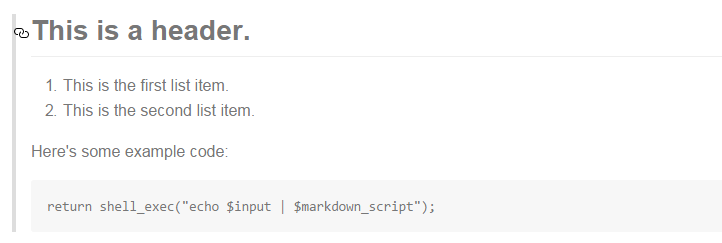 This is a header.
1. This is the first list item.
2. This is the second list item.
Here's some example code:
return shell_exec("echo $input | $markdown_script");